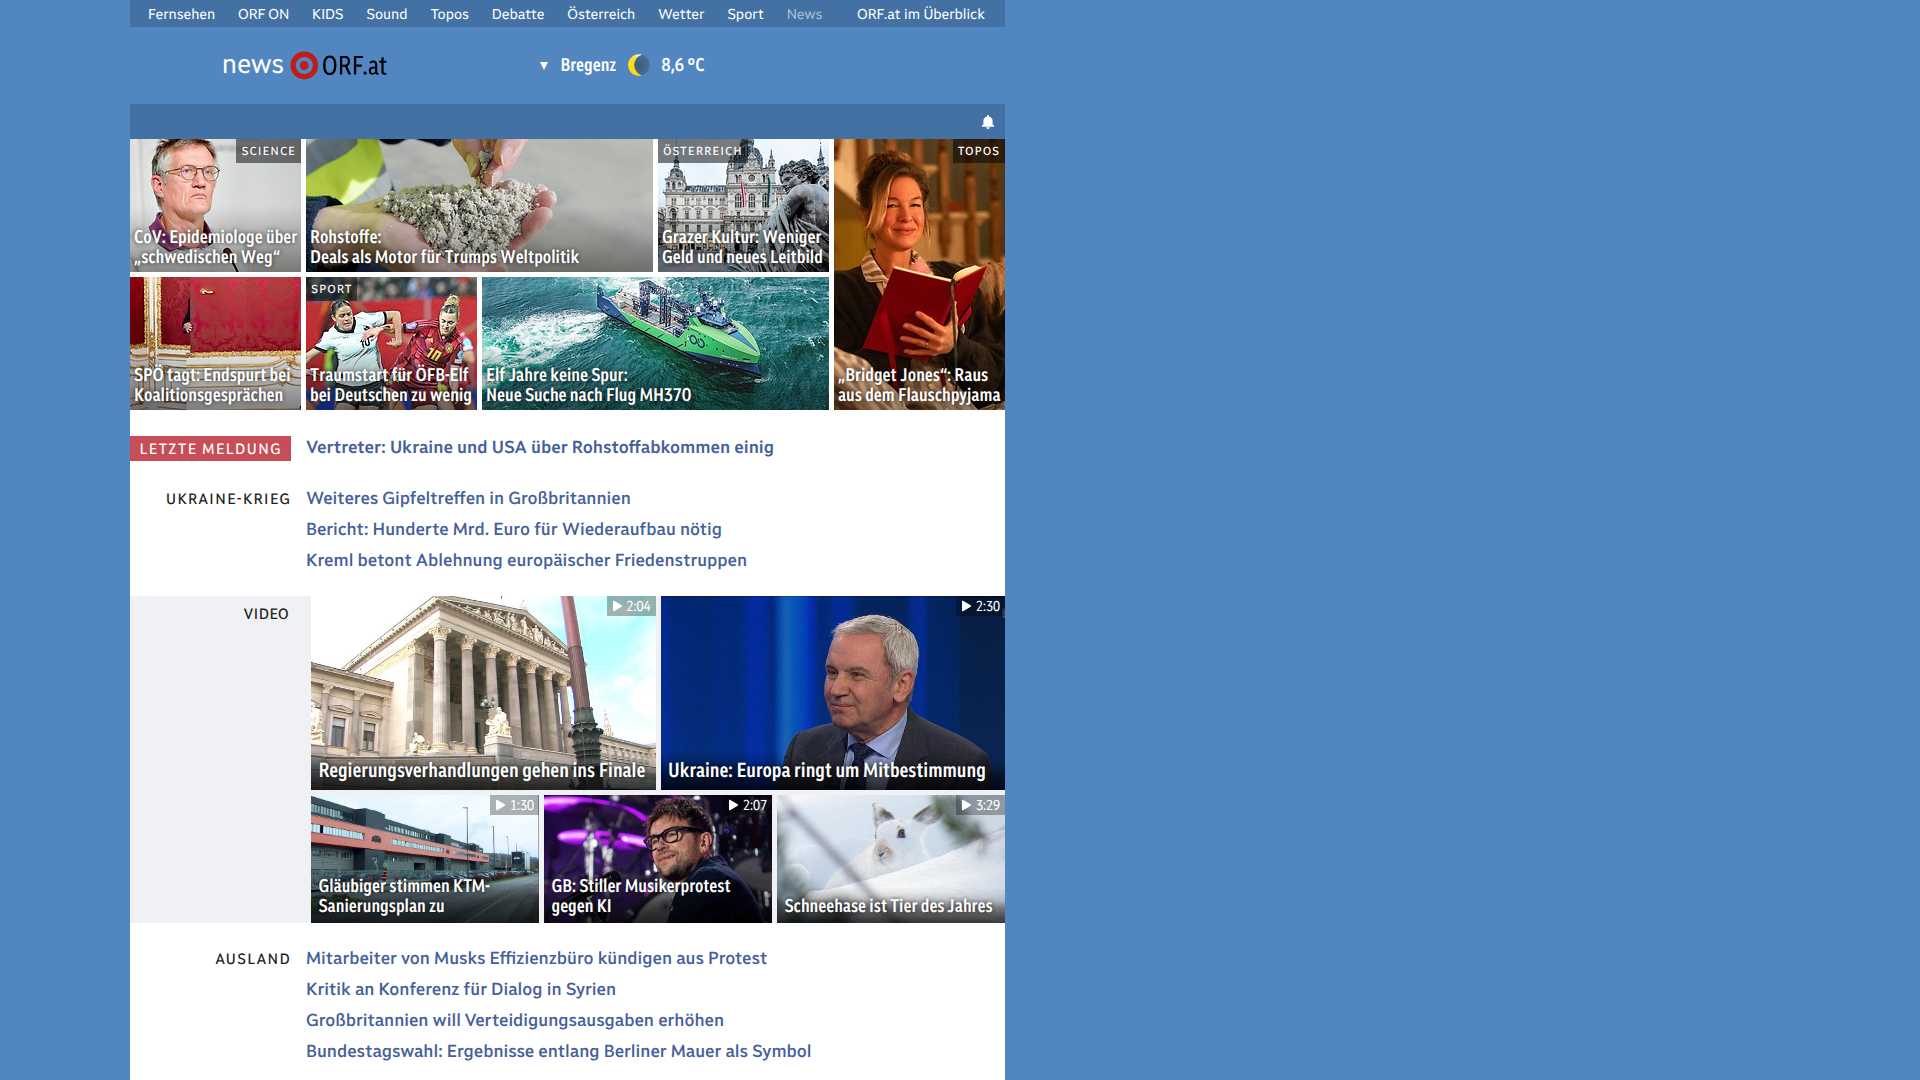 Fernsehen ORF ON KIDS Sound Topos Debatte Österreich Wetter Sport News ORF.at im Überblick
news ORF.at
Bregenz 8,6 °C
SCIENCE
CoV: Epidemiologe über
„schwedischen Weg“
Rohstoffe:
Deals als Motor für Trumps Weltpolitik
ÖSTERREICH
Grazer Kultur: Weniger
Geld und neues Leitbild
TOPOS
„Bridget Jones“: Raus
aus dem Flauschpyjama
SPÖ tagt: Endspurt bei
Koalitionsgesprächen
SPORT
Traumstart für ÖFB-Elf
bei Deutschen zu wenig
Elf Jahre keine Spur:
Neue Suche nach Flug MH370
LETZTE MELDUNG
Vertreter: Ukraine und USA über Rohstoffabkommen einig
UKRAINE-KRIEG
Weiteres Gipfeltreffen in Großbritannien
Bericht: Hunderte Mrd. Euro für Wiederaufbau nötig
Kreml betont Ablehnung europäischer Friedenstruppen
VIDEO
2:04
Regierungsverhandlungen gehen ins Finale
2:30
Ukraine: Europa ringt um Mitbestimmung
1:30
Gläubiger stimmen KTM-
Sanierungsplan zu
2:07
GB: Stiller Musikerprotest
gegen KI
3:29
Schneehase ist Tier des Jahres
AUSLAND
Mitarbeiter von Musks Effizienzbüro kündigen aus Protest
Kritik an Konferenz für Dialog in Syrien
Großbritannien will Verteidigungsausgaben erhöhen
Bundestagswahl: Ergebnisse entlang Berliner Mauer als Symbol